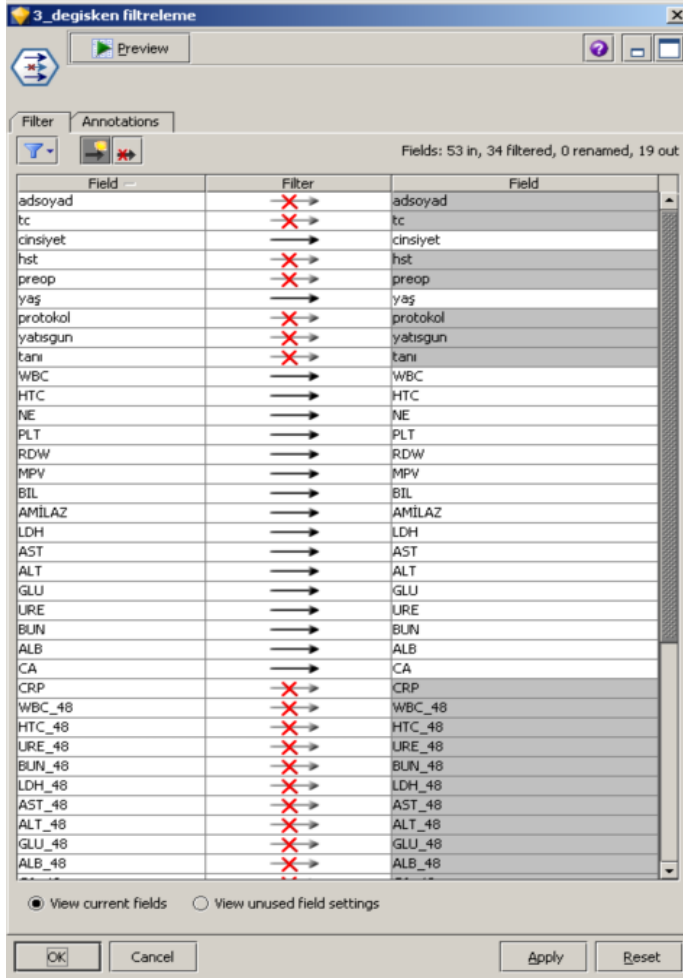 3_degisken filtreleme
Preview
Filter Annotations
Fields: 53 in, 34 filtered, 0 renamed, 19 out
Field Filter Field
adsoyad adsoyad
tc tc
cinsiyet cinsiyet
hst hst
preop preop
yaş yaş
protokol protokol
yatısgun yatısgun
tanı tanı
WBC WBC
HTC HTC
NE NE
PLT PLT
RDW RDW
MPV MPV
BIL BIL
AMİLAZ AMİLAZ
LDH LDH
AST AST
ALT ALT
GLU GLU
URE URE
BUN BUN
ALB ALB
CA CA
CRP CRP
WBC_48 WBC_48
HTC_48 HTC_48
URE_48 URE_48
BUN_48 BUN_48
LDH_48 LDH_48
AST_48 AST_48
ALT_48 ALT_48
GLU_48 GLU_48
ALB_48 ALB_48
View current fields View unused field settings
OK Cancel Apply Reset